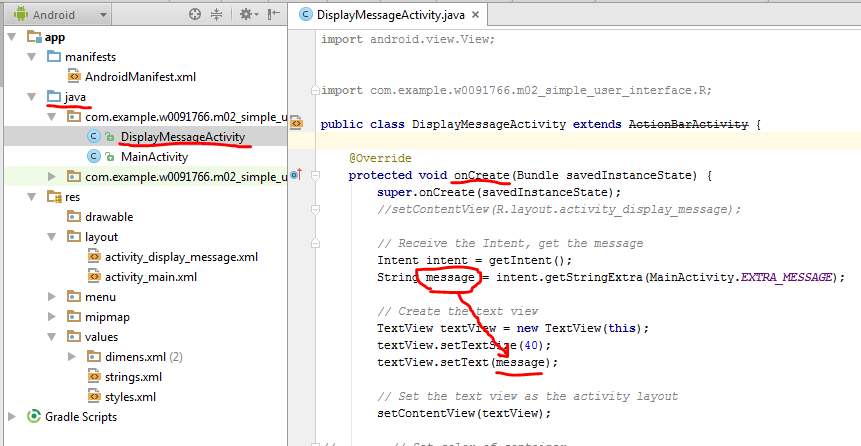 Android
app
manifests
AndroidManifest.xml
java
com.example.w0091766.m02_simple_u
DisplayMessageActivity
MainActivity
com.example.w0091766.m02_simple_u
res
drawable
layout
activity_display_message.xml
activity_main.xml
menu
mipmap
values
dimens.xml (2)
strings.xml
styles.xml
Gradle Scripts
DisplayMessageActivity.java
import android.view.View;
import com.example.w0091766.m02_simple_user_interface.R;
public class DisplayMessageActivity extends ActionBarActivity {
@Override
protected void onCreate(Bundle savedInstanceState) {
super.onCreate(savedInstanceState);
//setContentView(R.layout.activity_display_message);
// Receive the Intent, get the message
Intent intent = getIntent();
String message = intent.getStringExtra(MainActivity.EXTRA_MESSAGE);
// Create the text view
TextView textView = new TextView(this);
textView.setTextSize(40);
textView.setText(message);
// Set the text view as the activity layout
setContentView(textView);